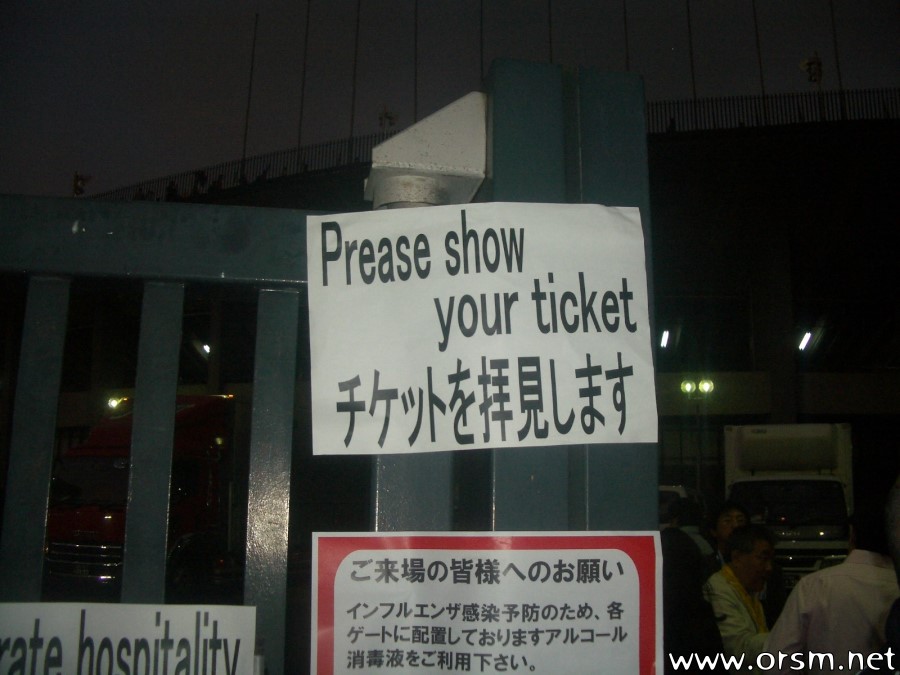 Prease show
your ticket
チケットを拝見します
ご来場の皆様へのお願い
インフルエンザ感染予防のため、各
ゲートに配置しておりますアルコール
消毒液をご利用下さい。
rate hospitality
www.orsm.net